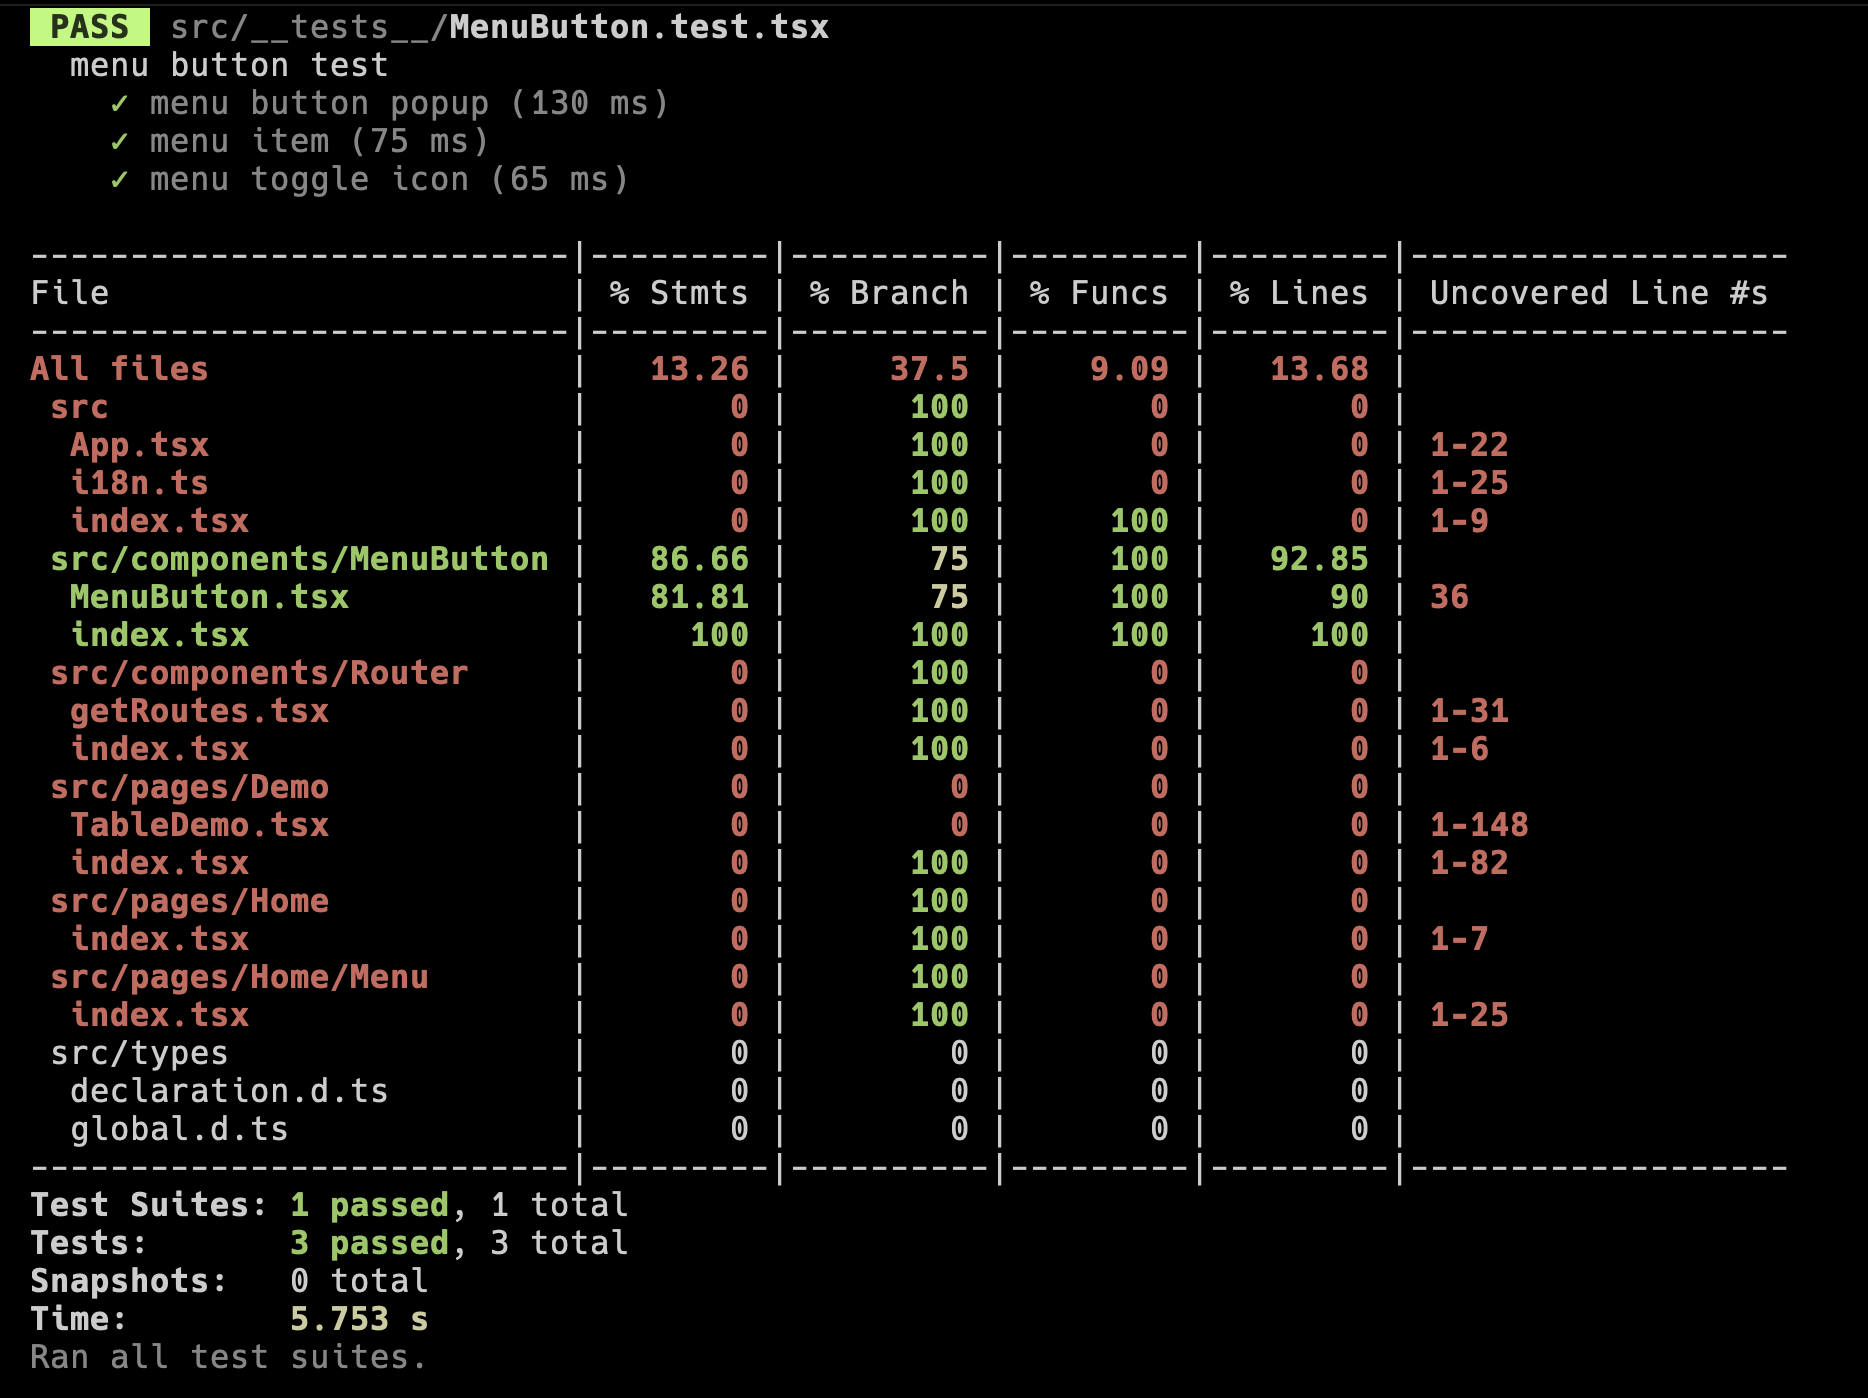 PASS src/__tests__/MenuButton.test.tsx
menu button test
✓ menu button popup (130 ms)
✓ menu item (75 ms)
✓ menu toggle icon (65 ms)
---------------------------|---------|----------|---------|---------|-------------------
File | % Stmts | % Branch | % Funcs | % Lines | Uncovered Line #s
---------------------------|---------|----------|---------|---------|-------------------
All files | 13.26 | 37.5 | 9.09 | 13.68 |
src | 0 | 100 | 0 | 0 |
App.tsx | 0 | 100 | 0 | 0 | 1-22
i18n.ts | 0 | 100 | 0 | 0 | 1-25
index.tsx | 0 | 100 | 100 | 0 | 1-9
src/components/MenuButton | 86.66 | 75 | 100 | 92.85 |
MenuButton.tsx | 81.81 | 75 | 100 | 90 | 36
index.tsx | 100 | 100 | 100 | 100 |
src/components/Router | 0 | 100 | 0 | 0 |
getRoutes.tsx | 0 | 100 | 0 | 0 | 1-31
index.tsx | 0 | 100 | 0 | 0 | 1-6
src/pages/Demo | 0 | 0 | 0 | 0 |
TableDemo.tsx | 0 | 0 | 0 | 0 | 1-148
index.tsx | 0 | 100 | 0 | 0 | 1-82
src/pages/Home | 0 | 100 | 0 | 0 |
index.tsx | 0 | 100 | 0 | 0 | 1-7
src/pages/Home/Menu | 0 | 100 | 0 | 0 |
index.tsx | 0 | 100 | 0 | 0 | 1-25
src/types | 0 | 0 | 0 | 0 |
declaration.d.ts | 0 | 0 | 0 | 0 |
global.d.ts | 0 | 0 | 0 | 0 |
---------------------------|---------|----------|---------|---------|-------------------
Test Suites: 1 passed, 1 total
Tests: 3 passed, 3 total
Snapshots: 0 total
Time: 5.753 s
Ran all test suites.